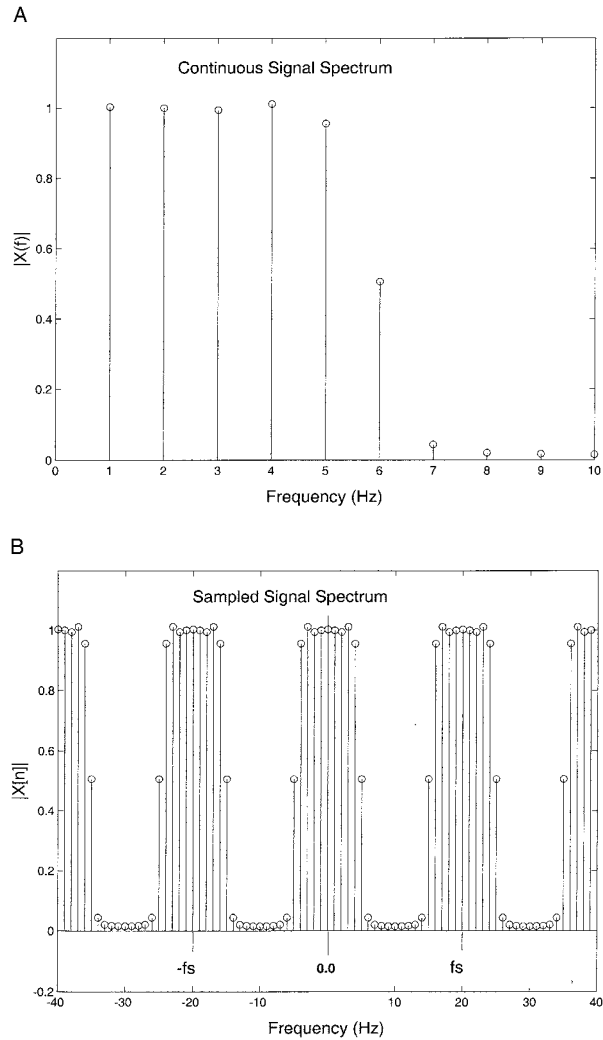 A
Continuous Signal Spectrum
|X(f)|
1
0.8
0.6
0.4
0.2
0
0 1 2 3 4 5 6 7 8 9 10
Frequency (Hz)
B
Sampled Signal Spectrum
|X[n]|
1
0.8
0.6
0.4
0.2
0
-fs 0.0 fs
-0.2
-40 -30 -20 -10 0 10 20 30 40
Frequency (Hz)